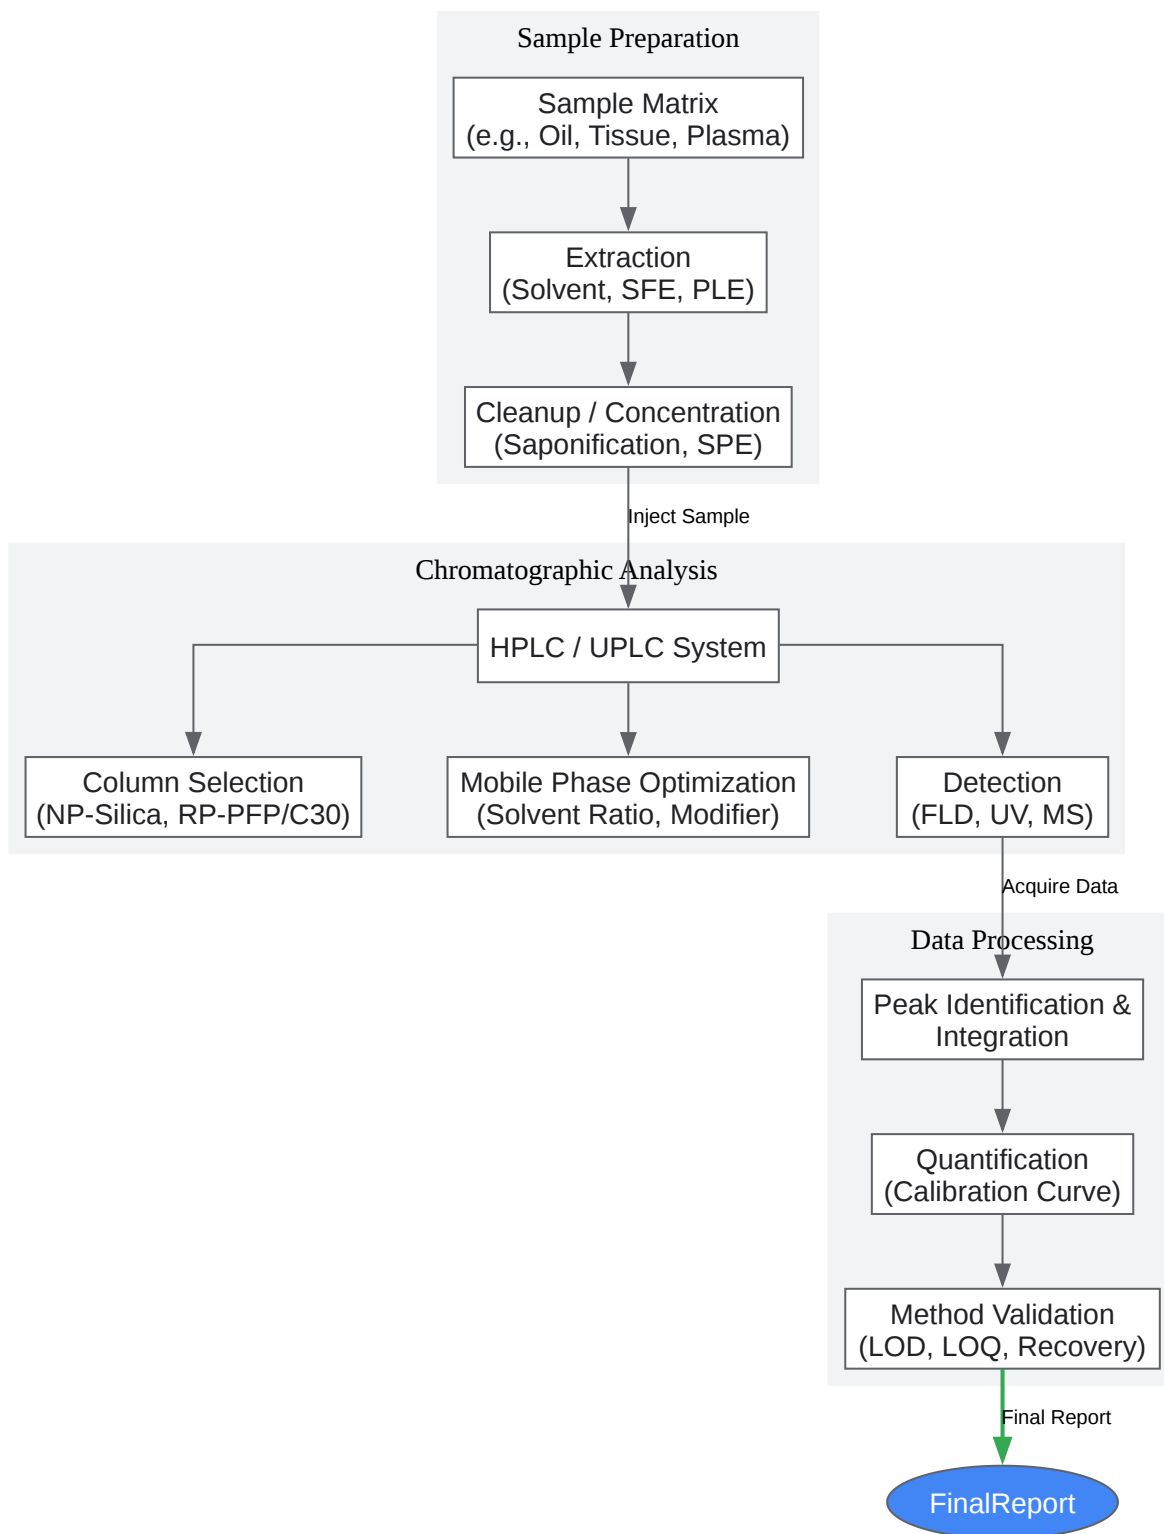 Sample Preparation
Sample Matrix
(e.g., Oil, Tissue, Plasma)
Extraction
(Solvent, SFE, PLE)
Cleanup / Concentration
(Saponification, SPE)
Inject Sample
Chromatographic Analysis
HPLC / UPLC System
Column Selection
(NP-Silica, RP-PFP/C30)
Mobile Phase Optimization
(Solvent Ratio, Modifier)
Detection
(FLD, UV, MS)
Acquire Data
Data Processing
Peak Identification &
Integration
Quantification
(Calibration Curve)
Method Validation
(LOD, LOQ, Recovery)
Final Report
FinalReport